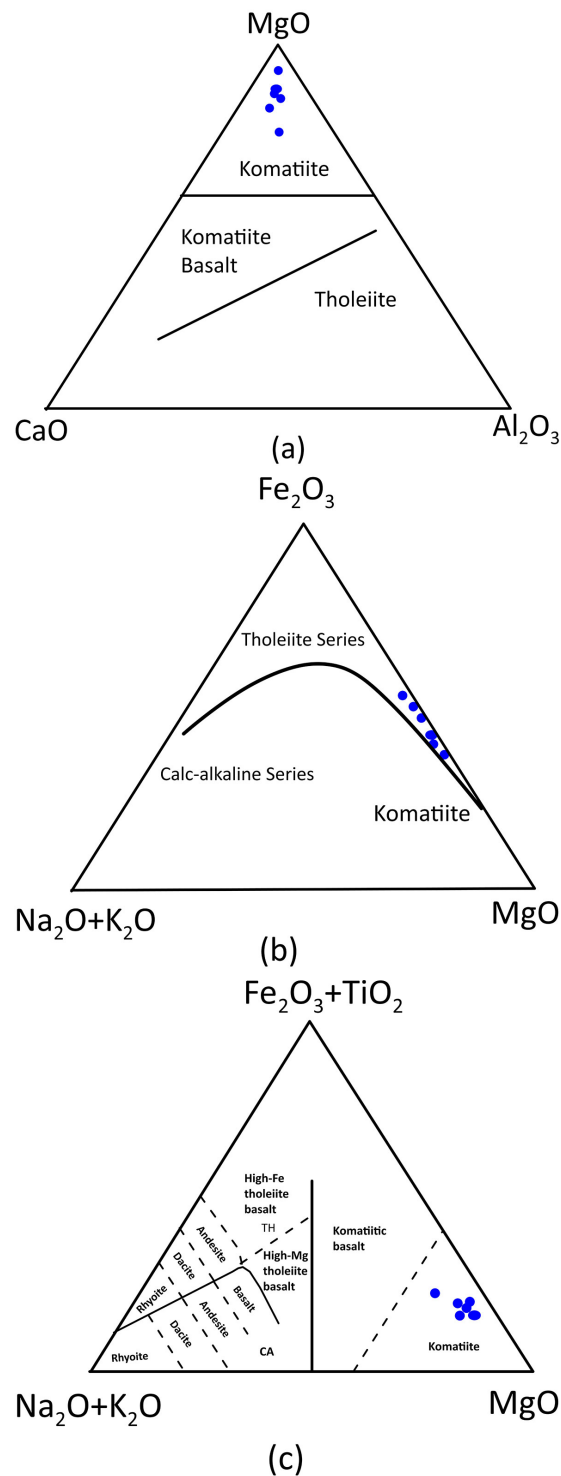 MgO
Komatiite
Komatiite
Basalt
Tholeiite
CaO
Al₂O₃
(a)
Fe₂O₃
Tholeiite Series
Calc-alkaline Series
Komatiite
Na₂O+K₂O
MgO
(b)
Fe₂O₃+TiO₂
High-Fe
tholeiite
basalt
TH
Komatiitic
basalt
Andesite
High-Mg
tholeiite
basalt
Dacite
Rhyoite
Basalt
Andesite
Dacite
CA
Rhyoite
Komatiite
Na₂O+K₂O
MgO
(c)